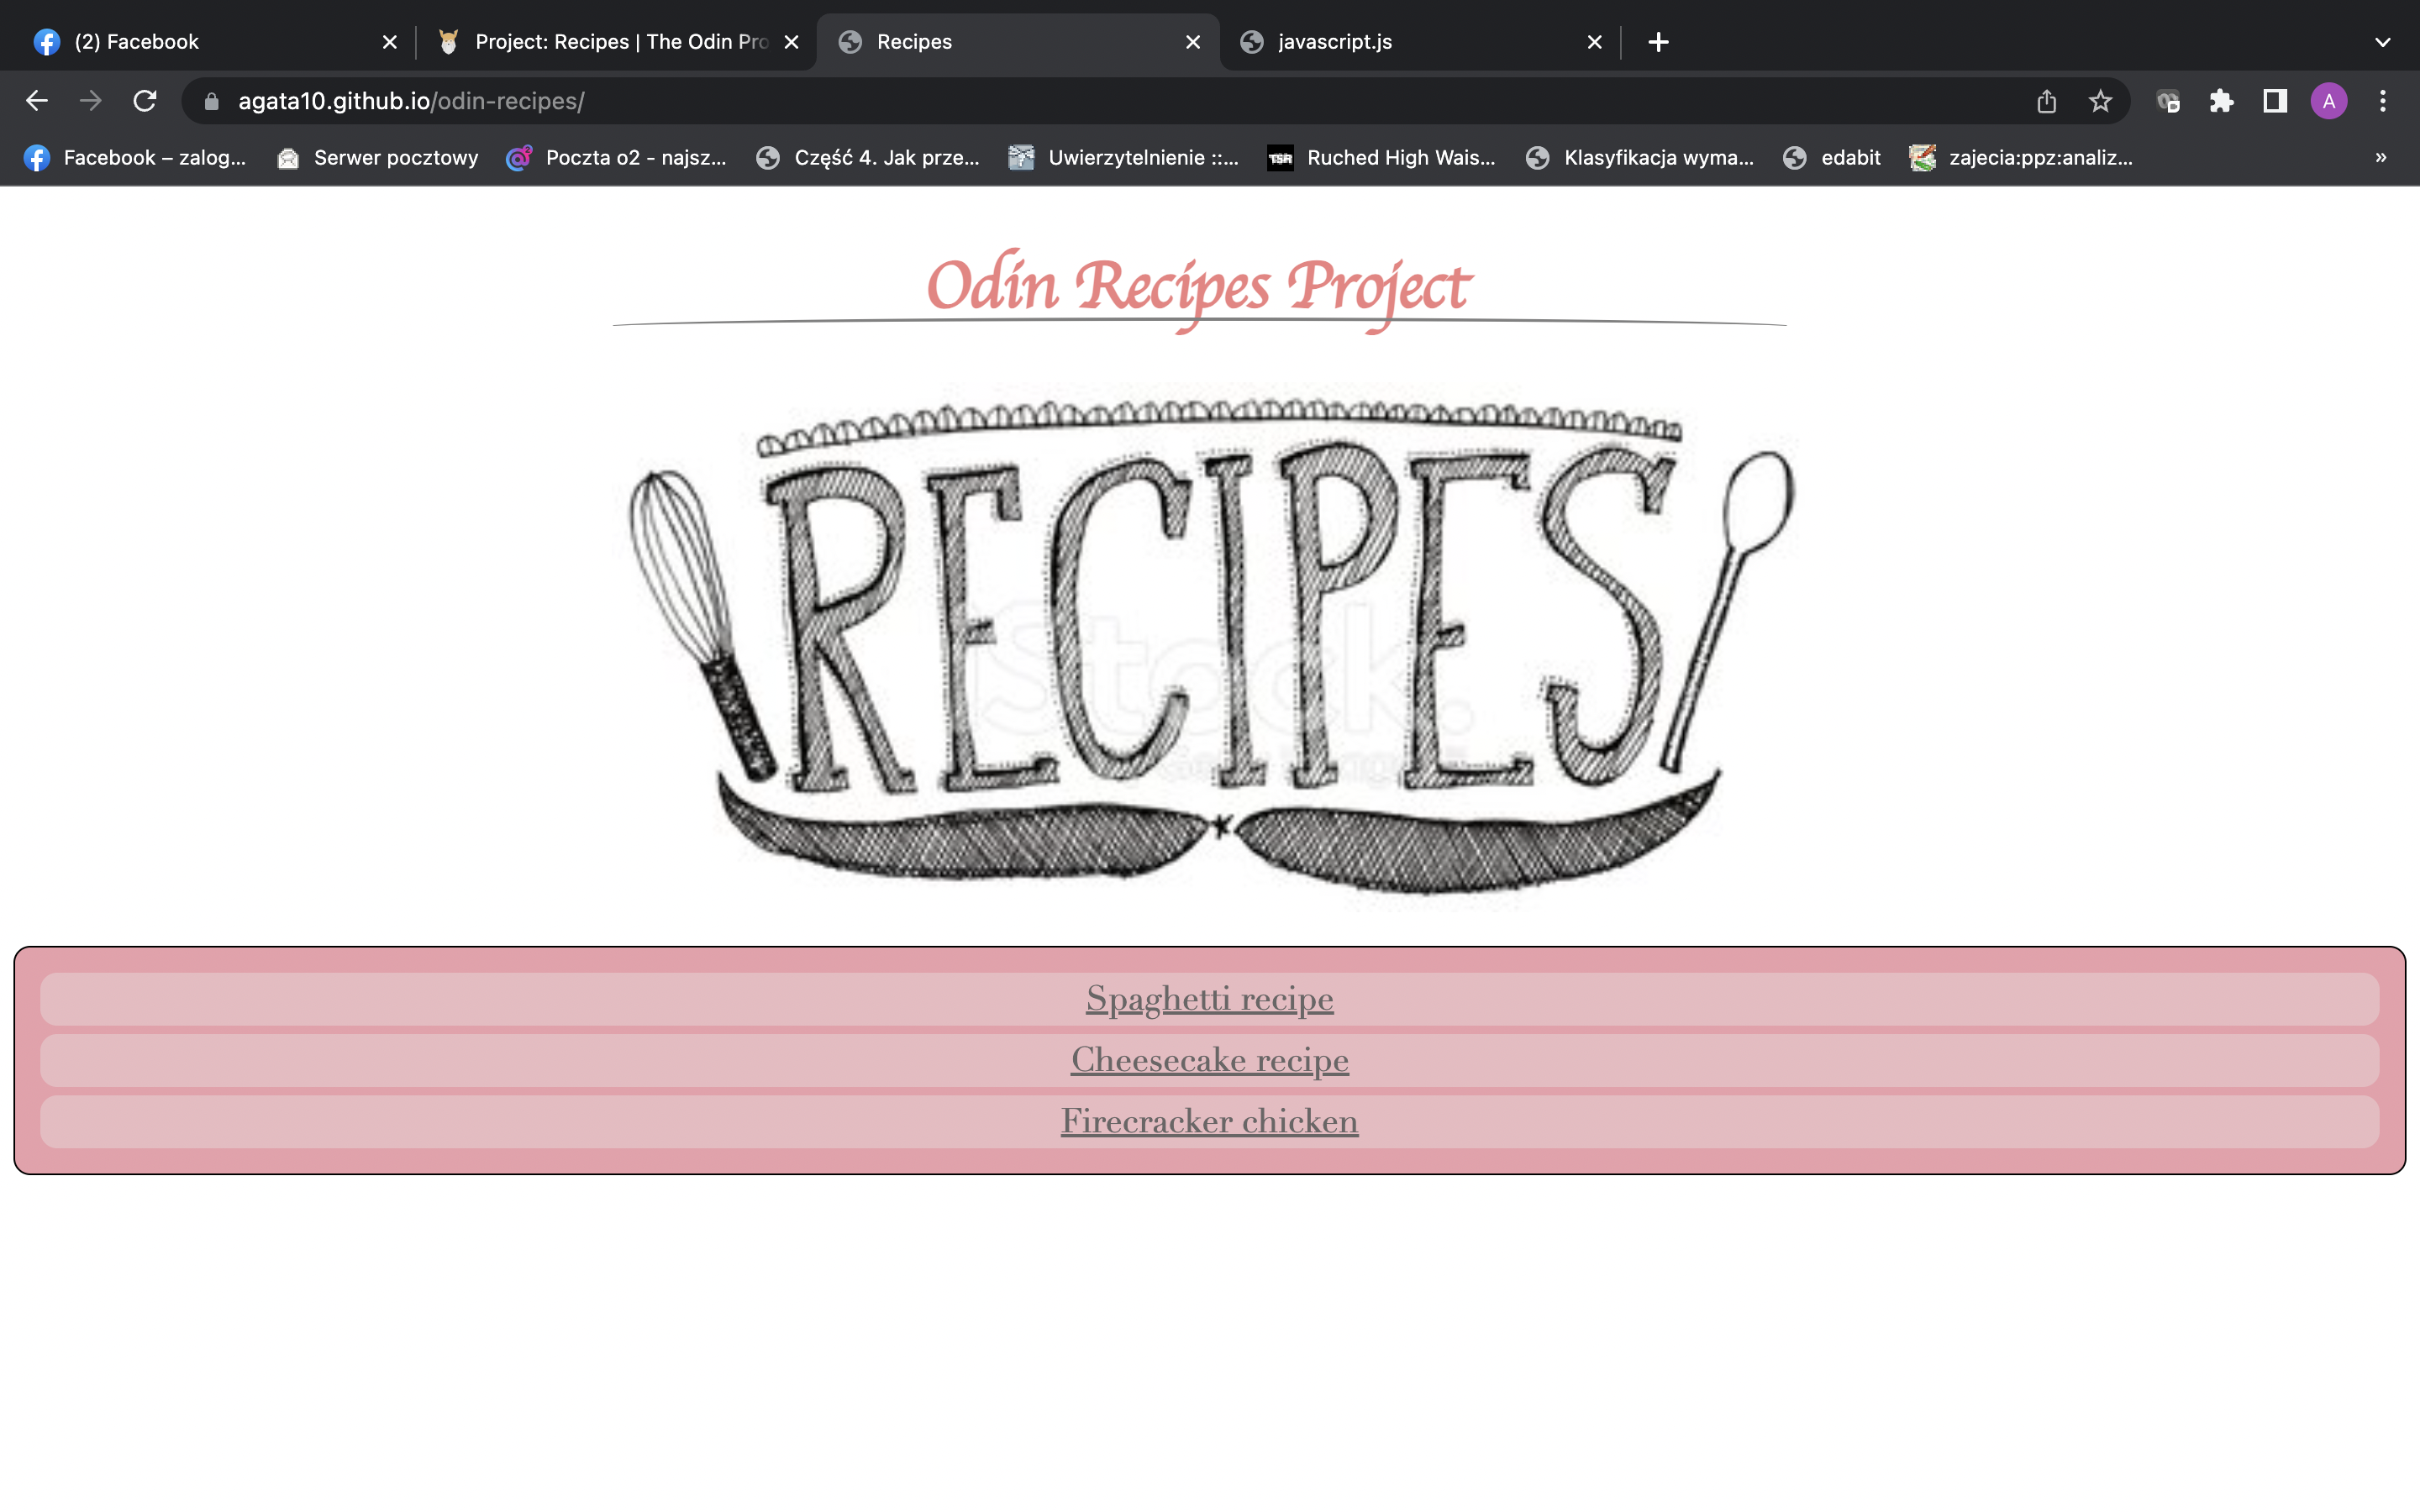 (2) Facebook
Project: Recipes | The Odin Pro
Recipes
javascript.js
agata10.github.io/odin-recipes/
A
Facebook – zalog...
Serwer pocztowy
Poczta o2 - najsz...
Część 4. Jak prze...
Uwierzytelnienie ::...
TSR
Ruched High Wais...
Klasyfikacja wyma...
edabit
zajecia:ppz:analiz...
»
Odin Recipes Project
RECIPES
iStock.
Spaghetti recipe
Cheesecake recipe
Firecracker chicken